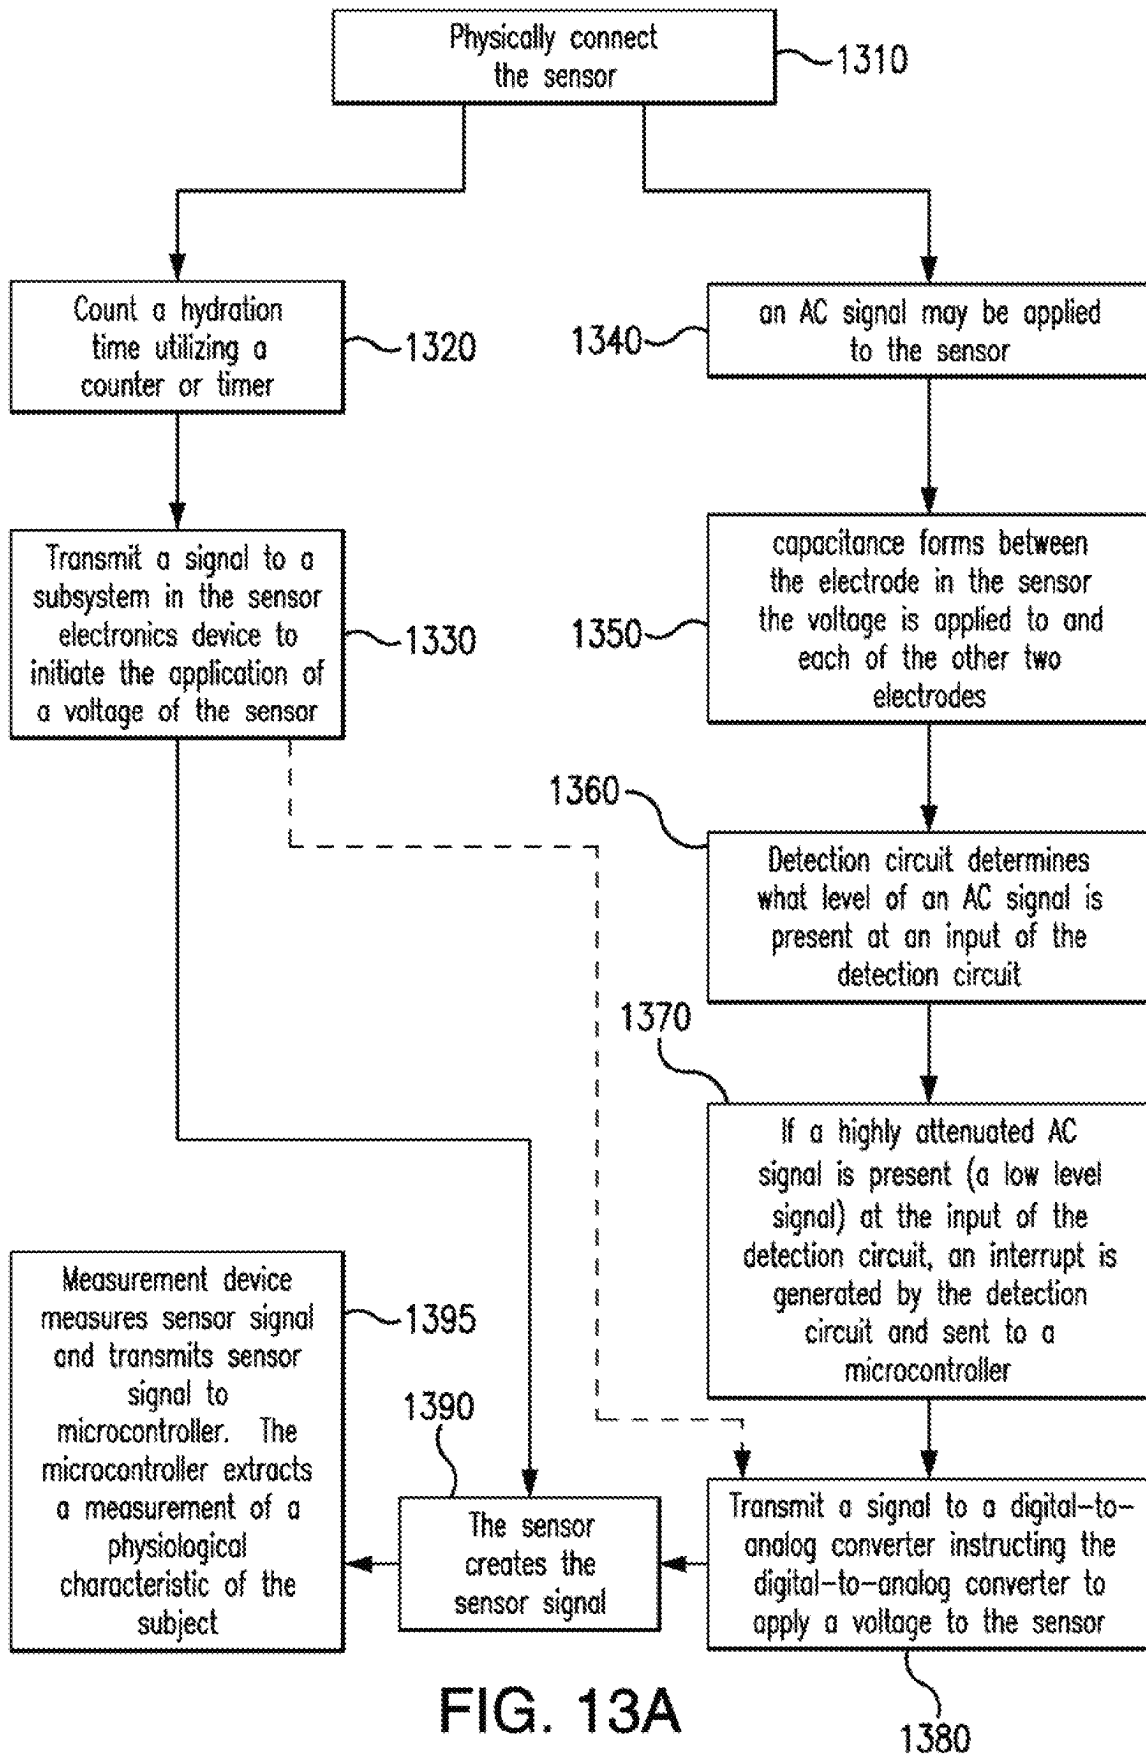 Physically connect
the sensor
1310
Count a hydration
time utilizing a
counter or timer
1320
1340
an AC signal may be applied
to the sensor
Transmit a signal to a
subsystem in the sensor
electronics device to
initiate the application of
a voltage of the sensor
1330
1350
capacitance forms between
the electrode in the sensor
the voltage is applied to and
each of the other two
electrodes
1360
Detection circuit determines
what level of an AC signal is
present at an input of the
detection circuit
1370
If a highly attenuated AC
signal is present (a low level
signal) at the input of the
detection circuit, an interrupt is
generated by the detection
circuit and sent to a
microcontroller
Measurement device
measures sensor signal
and transmits sensor
signal to
microcontroller. The
microcontroller extracts
a measurement of a
physiological
characteristic of the
subject
1395
1390
The sensor
creates the
sensor signal
Transmit a signal to a digital-to-
analog converter instructing the
digital-to-analog converter to
apply a voltage to the sensor
1380
FIG. 13A